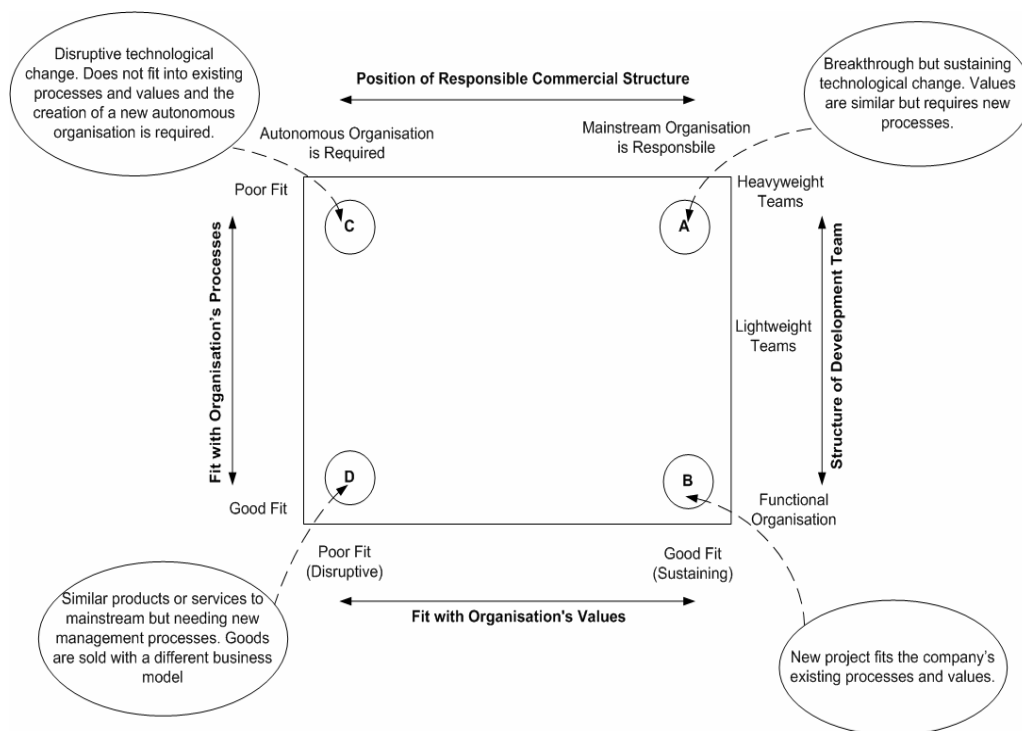 Disruptive technological
change. Does not fit into existing
processes and values and the
creation of a new autonomous
organisation is required.
Position of Responsible Commercial Structure
Breakthrough but sustaining
technological change. Values
are similar but requires new
processes.
Autonomous Organisation
is Required
Mainstream Organisation
is Responsbile
Poor Fit
Heavyweight
Teams
C
A
Fit with Organisation's Processes
Lightweight
Teams
Structure of Development Team
D
B
Good Fit
Functional
Organisation
Poor Fit
(Disruptive)
Good Fit
(Sustaining)
Similar products or services to
mainstream but needing new
management processes. Goods
are sold with a different business
model
Fit with Organisation's Values
New project fits the company's
existing processes and values.